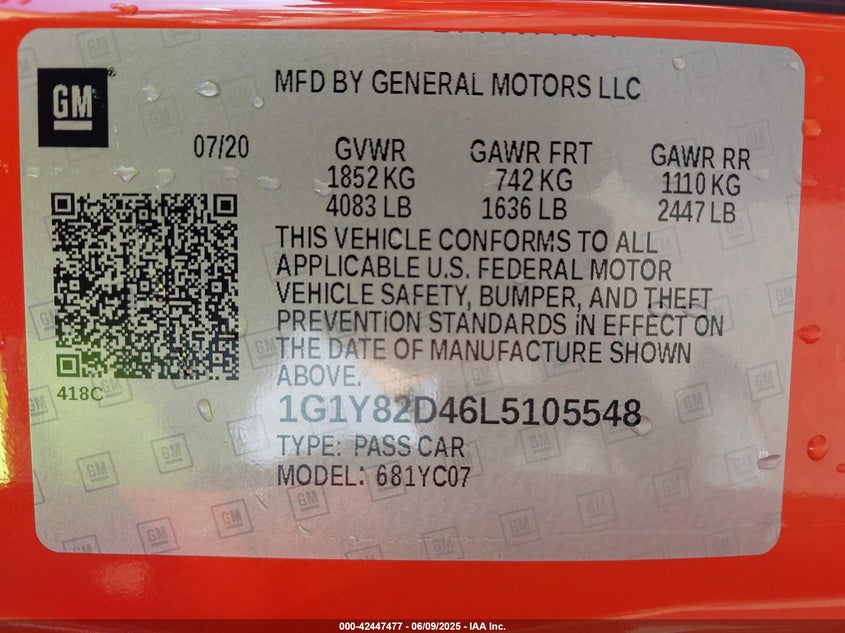 MFD BY GENERAL MOTORS LLC
GM
07/20 GVWR GAWR FRT GAWR RR
1852 KG 742 KG 1110 KG
4083 LB 1636 LB 2447 LB
THIS VEHICLE CONFORMS TO ALL
APPLICABLE U.S. FEDERAL MOTOR
VEHICLE SAFETY, BUMPER, AND THEFT
PREVENTION STANDARDS IN EFFECT ON
THE DATE OF MANUFACTURE SHOWN
ABOVE.
418C
1G1Y82D46L5105548
TYPE: PASS CAR
MODEL: 681YC07
000-42447477 - 06/09/2025 - IAA Inc.